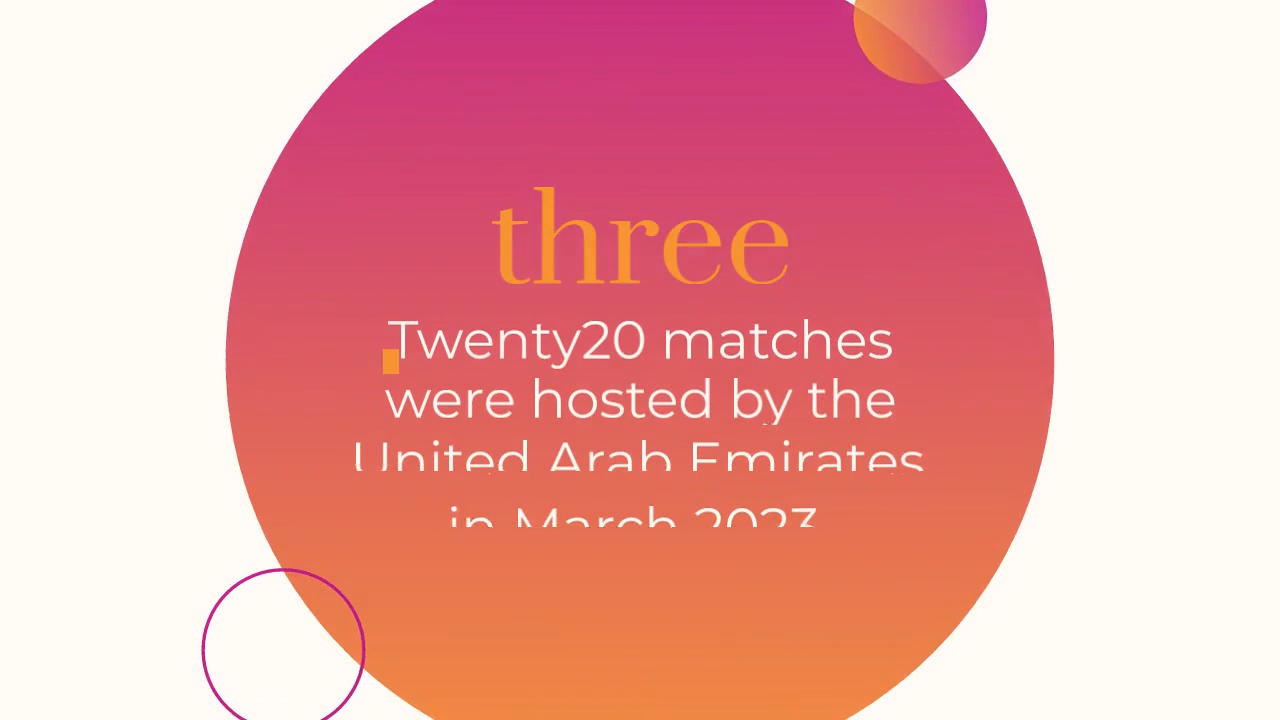 three
Twenty20 matches
were hosted by the
United Arab Emirates
in March 2023